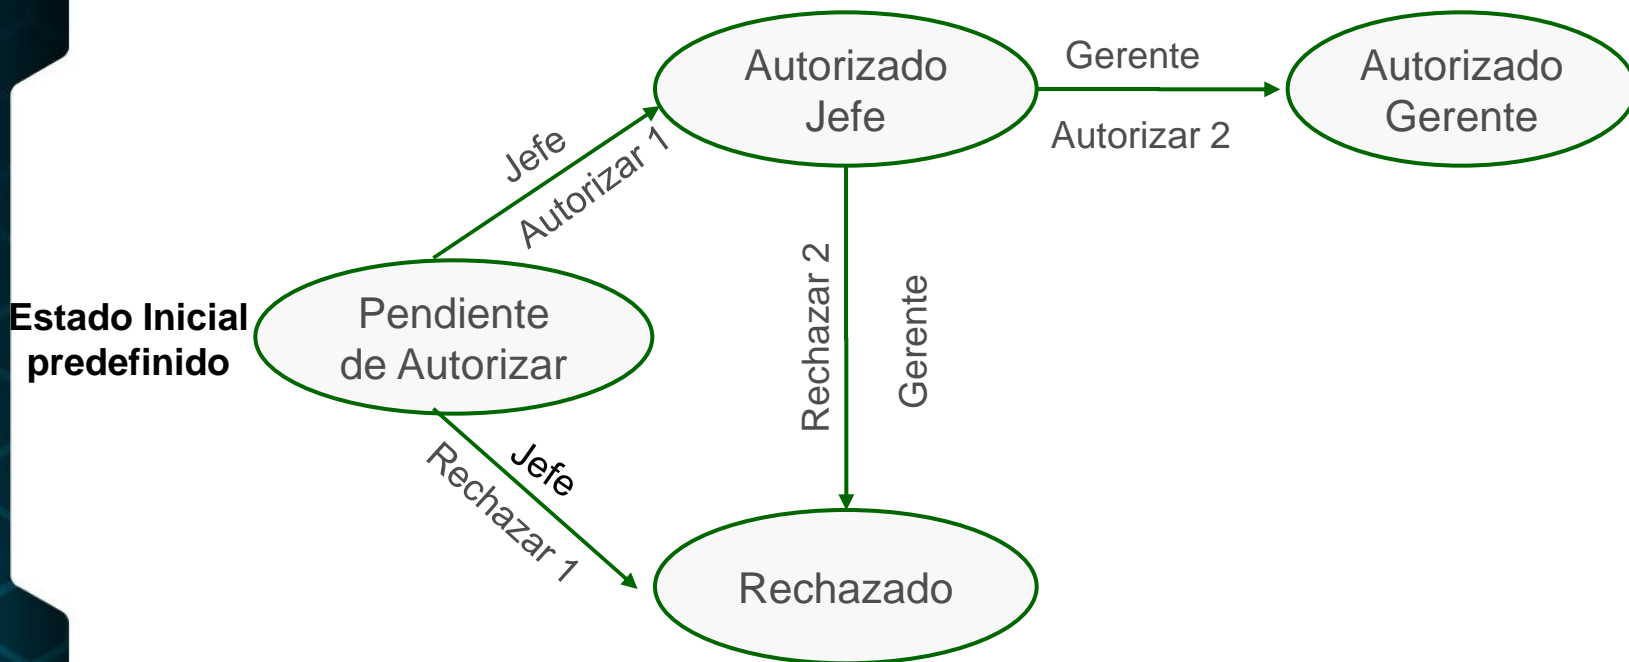 Autorizado
Jefe
Gerente
Autorizar 2
Autorizado
Gerente
Jefe
Autorizar 1
Estado Inicial
predefinido
Pendiente
de Autorizar
Rechazar 2
Gerente
Jefe
Rechazar 1
Rechazado